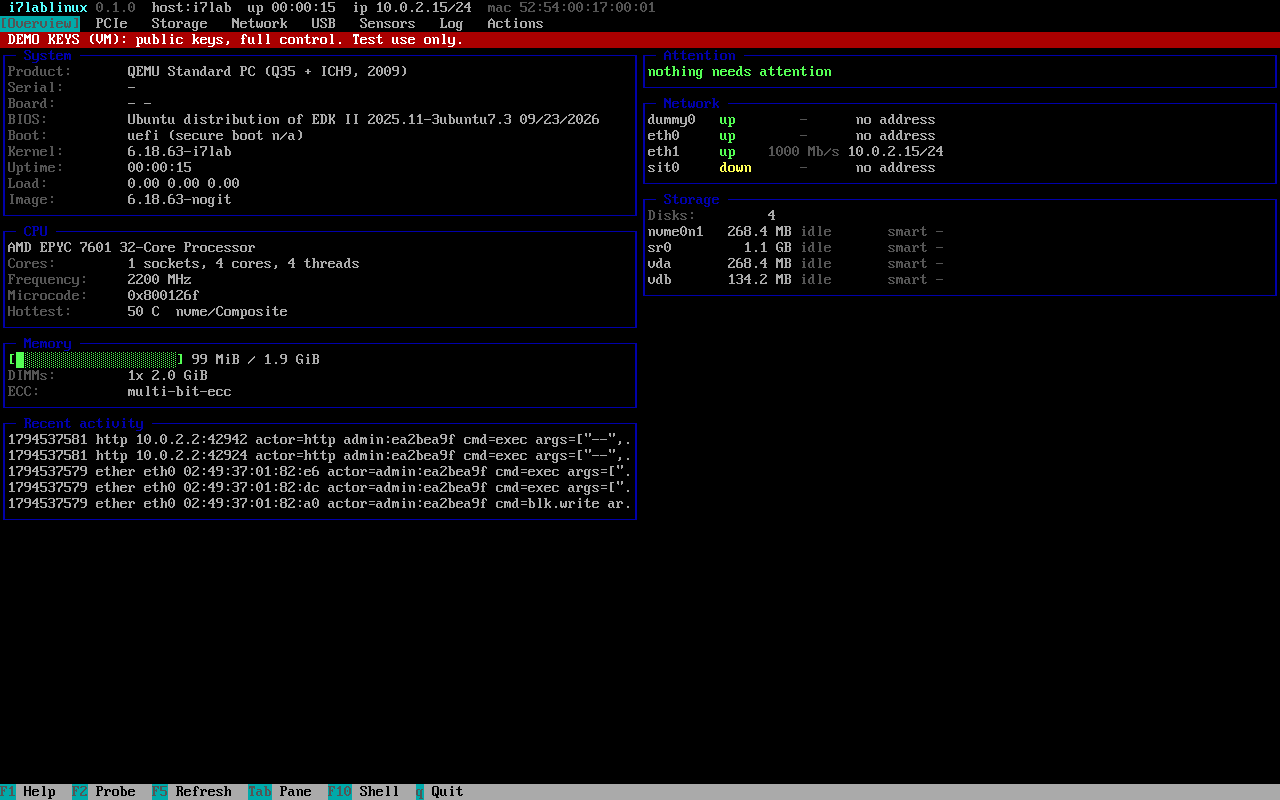 i7lablinux 0.1.0  host:i7lab  up 00:00:15  ip 10.0.2.15/24  mac 52:54:00:17:00:01
[Overview]  PCIe   Storage   Network   USB   Sensors   Log   Actions
DEMO KEYS (VM): public keys, full control. Test use only.
System
Product:       QEMU Standard PC (Q35 + ICH9, 2009)
Serial:        -
Board:         - -
BIOS:          Ubuntu distribution of EDK II 2025.11-3ubuntu7.3 09/23/2026
Boot:          uefi (secure boot n/a)
Kernel:        6.18.63-i7lab
Uptime:        00:00:15
Load:          0.00 0.00 0.00
Image:         6.18.63-nogit
CPU
AMD EPYC 7601 32-Core Processor
Cores:         1 sockets, 4 cores, 4 threads
Frequency:     2200 MHz
Microcode:     0x800126f
Hottest:       50 C  nvme/Composite
Memory
[                    ] 99 MiB / 1.9 GiB
DIMMs:         1x 2.0 GiB
ECC:           multi-bit-ecc
Recent activity
1794537581 http 10.0.2.2:42942 actor=http admin:ea2bea9f cmd=exec args=["--",.
1794537581 http 10.0.2.2:42924 actor=http admin:ea2bea9f cmd=exec args=["--",.
1794537579 ether eth0 02:49:37:01:82:e6 actor=admin:ea2bea9f cmd=exec args=[".
1794537579 ether eth0 02:49:37:01:82:dc actor=admin:ea2bea9f cmd=exec args=[".
1794537579 ether eth0 02:49:37:01:82:a0 actor=admin:ea2bea9f cmd=blk.write ar.
Attention
nothing needs attention
Network
dummy0   up        -      no address
eth0     up        -      no address
eth1     up    1000 Mb/s 10.0.2.15/24
sit0     down      -      no address
Storage
Disks:         4
nvme0n1   268.4 MB idle       smart -
sr0         1.1 GB idle       smart -
vda       268.4 MB idle       smart -
vdb       134.2 MB idle       smart -
F1 Help  F2 Probe  F5 Refresh  Tab Pane  F10 Shell  q Quit